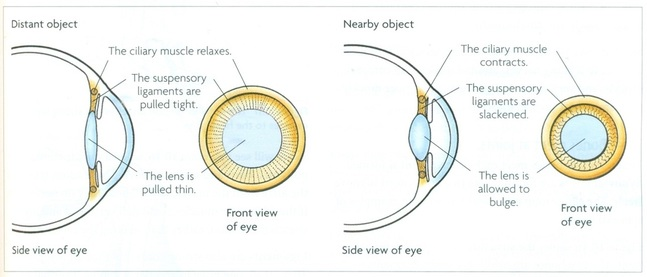 Distant object
The ciliary muscle relaxes.
The suspensory
ligaments are
pulled tight.
The lens is
pulled thin.
Front view
of eye
Side view of eye
Nearby object
The ciliary muscle
contracts.
The suspensory
ligaments are
slackened.
The lens is
allowed to
bulge.
Front view
of eye
Side view of eye